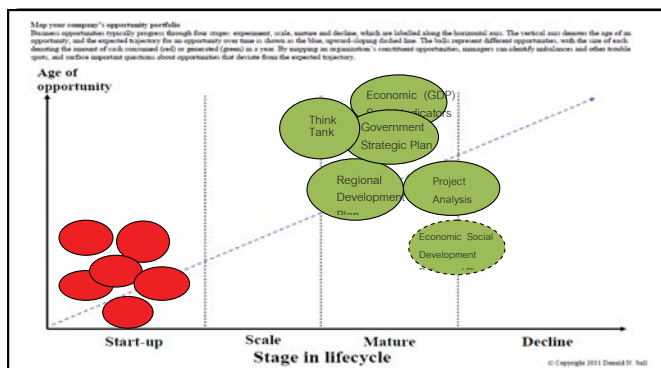 Map your company's opportunity portfolio
Business opportunities typically progress through four stages: experiment, scale, mature and decline, which are labelled along the horizontal axis. The vertical axis denotes the age of an
opportunity, and the expected trajectory for an opportunity over time is shown as the blue, upward-sloping dashed line. The balls represent different opportunities, with the size of each
denoting the amount of cash consumed (red) or generated (green) in a year. By mapping an organization's constituent opportunities, managers can identify imbalances and other trouble
spots, and surface important questions about opportunities that deviate from the expected trajectory.
Age of
opportunity
Economic (GDP)
Think
Tank
Government
Strategic Plan
Regional
Development
Plan
Project
Analysis
Economic Social
Development
Start-up
Scale
Mature
Decline
Stage in lifecycle
© Copyright 2011 Donald N. Sull